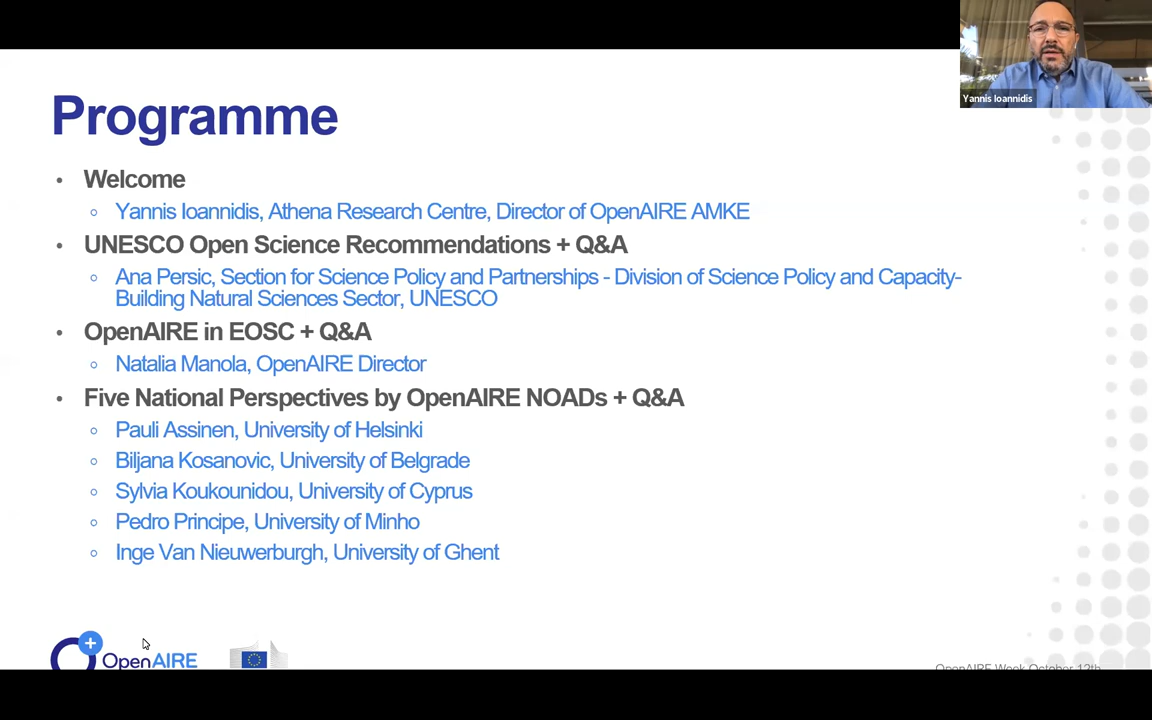 Programme
Yannis Ioannidis
• Welcome
◦ Yannis Ioannidis, Athena Research Centre, Director of OpenAIRE AMKE
• UNESCO Open Science Recommendations + Q&A
◦ Ana Persic, Section for Science Policy and Partnerships - Division of Science Policy and Capacity-
Building Natural Sciences Sector, UNESCO
• OpenAIRE in EOSC + Q&A
◦ Natalia Manola, OpenAIRE Director
• Five National Perspectives by OpenAIRE NOADs + Q&A
◦ Pauli Assinen, University of Helsinki
◦ Biljana Kosanovic, University of Belgrade
◦ Sylvia Koukounidou, University of Cyprus
◦ Pedro Principe, University of Minho
◦ Inge Van Nieuwerburgh, University of Ghent
OpenAIRE
OpenAIRE Week October 12th